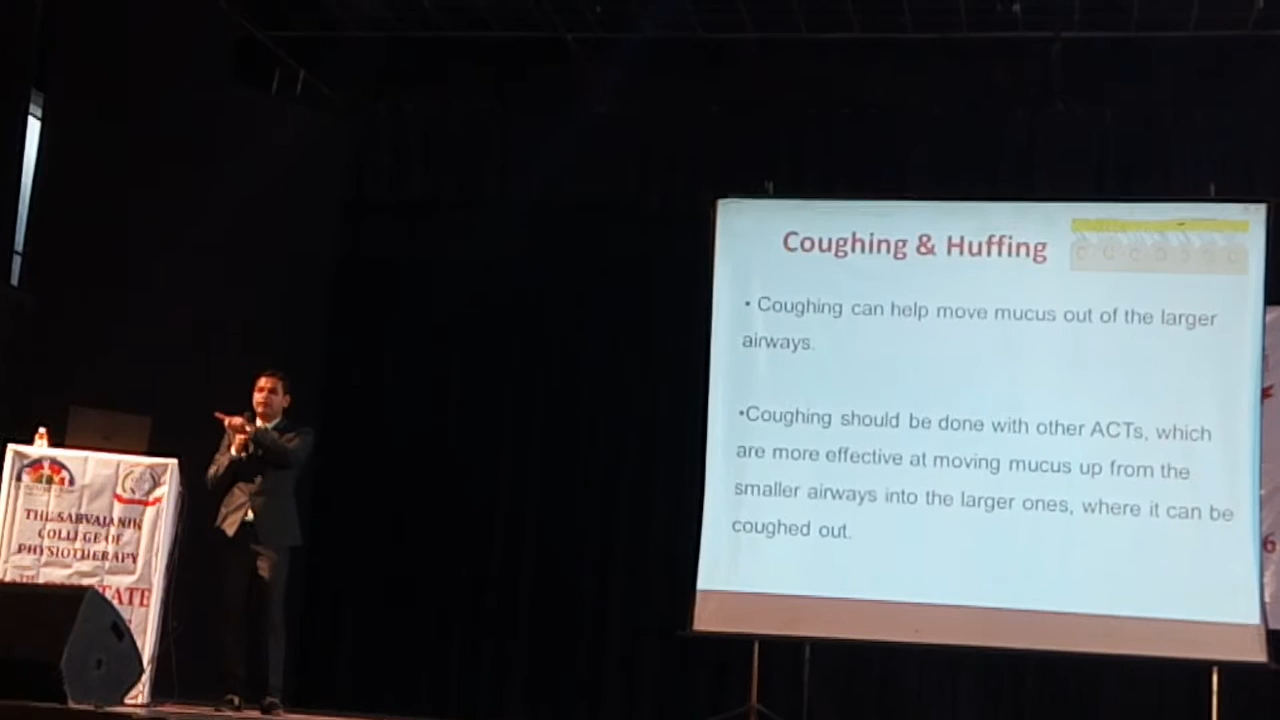 Coughing & Huffing
• Coughing can help move mucus out of the larger
airways.
•Coughing should be done with other ACTs, which
are more effective at moving mucus up from the
smaller airways into the larger ones, where it can be
coughed out.
THE SARVAJANIK
COLLEGE OF
PHYSIOTHERAPY
6